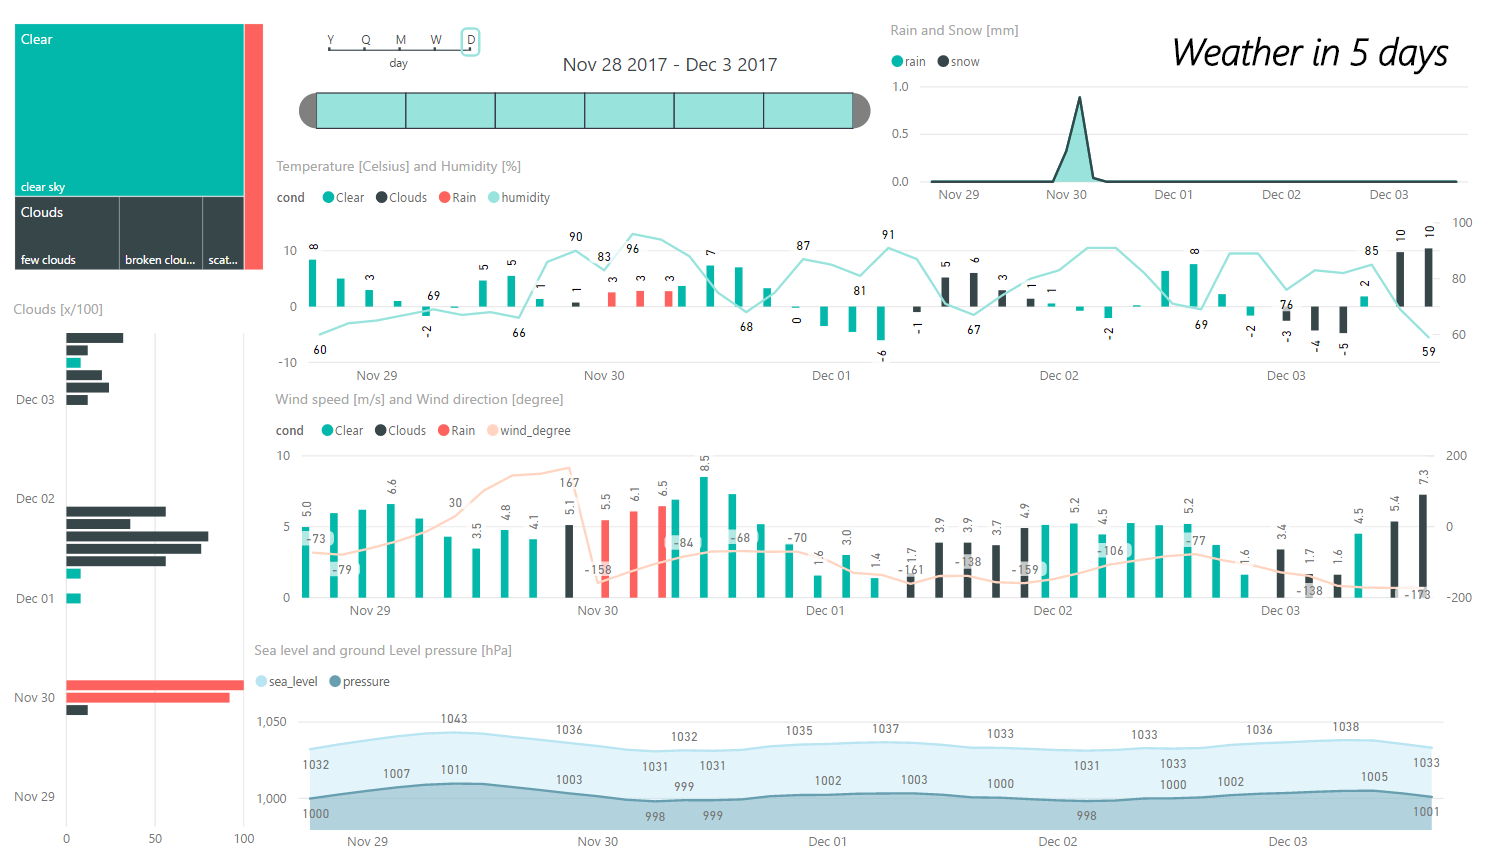 Clear
clear sky
Clouds
few clouds
broken clou...
scat...
Y Q M W D
day
Nov 28 2017 - Dec 3 2017
Rain and Snow [mm]
rain snow
1.0
0.5
0.0
Nov 29 Nov 30 Dec 01 Dec 02 Dec 03
Weather in 5 days
Temperature [Celsius] and Humidity [%]
cond Clear Clouds Rain humidity
10
0
-10
100
80
60
8 3 -2 5 5 1 1 3 3 3 7 0 -6 -1 5 6 3 1 -2 8 -2 -3 -4 -5 2 10 10
60 69 66 90 83 96 68 87 81 91 67 69 76 85 59
Nov 29 Nov 30 Dec 01 Dec 02 Dec 03
Clouds [x/100]
Dec 03
Dec 02
Dec 01
Nov 30
Nov 29
0 50 100
Wind speed [m/s] and Wind direction [degree]
cond Clear Clouds Rain wind_degree
10
5
0
200
0
-200
5.0 6.6 3.5 4.8 4.1 5.1 5.5 6.1 6.5 8.5 1.6 3.0 1.4 1.7 3.9 3.9 3.7 4.9 5.2 4.5 5.2 1.6 3.4 1.7 1.6 4.5 5.4 7.3
-73 -79 30 167 -158 -84 -68 -70 -161 -138 -159 -106 -77 -138 -173
Nov 29 Nov 30 Dec 01 Dec 02 Dec 03
Sea level and ground Level pressure [hPa]
sea_level pressure
1,050
1,000
1032 1043 1036 1031 1032 1031 1035 1037 1033 1031 1033 1033 1036 1038 1033
1000 1007 1010 1003 998 999 999 1002 1003 1000 998 1000 1002 1005 1001
Nov 29 Nov 30 Dec 01 Dec 02 Dec 03